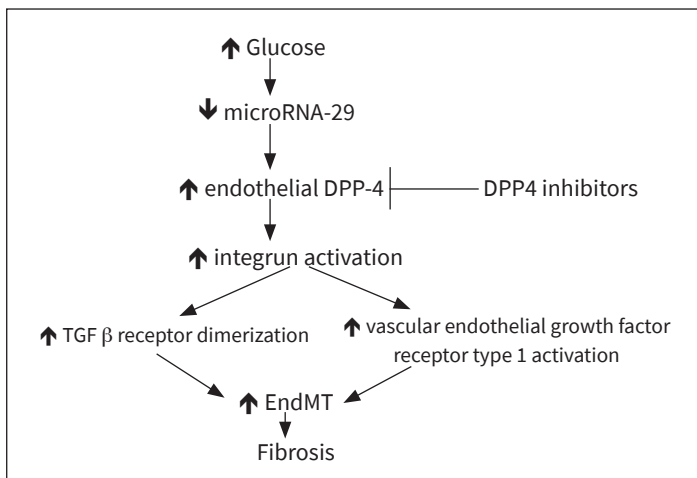 ↑ Glucose
↓ microRNA-29
↑ endothelial DPP-4
DPP4 inhibitors
↑ integrun activation
↑ TGF β receptor dimerization
↑ vascular endothelial growth factor
receptor type 1 activation
↑ EndMT
Fibrosis